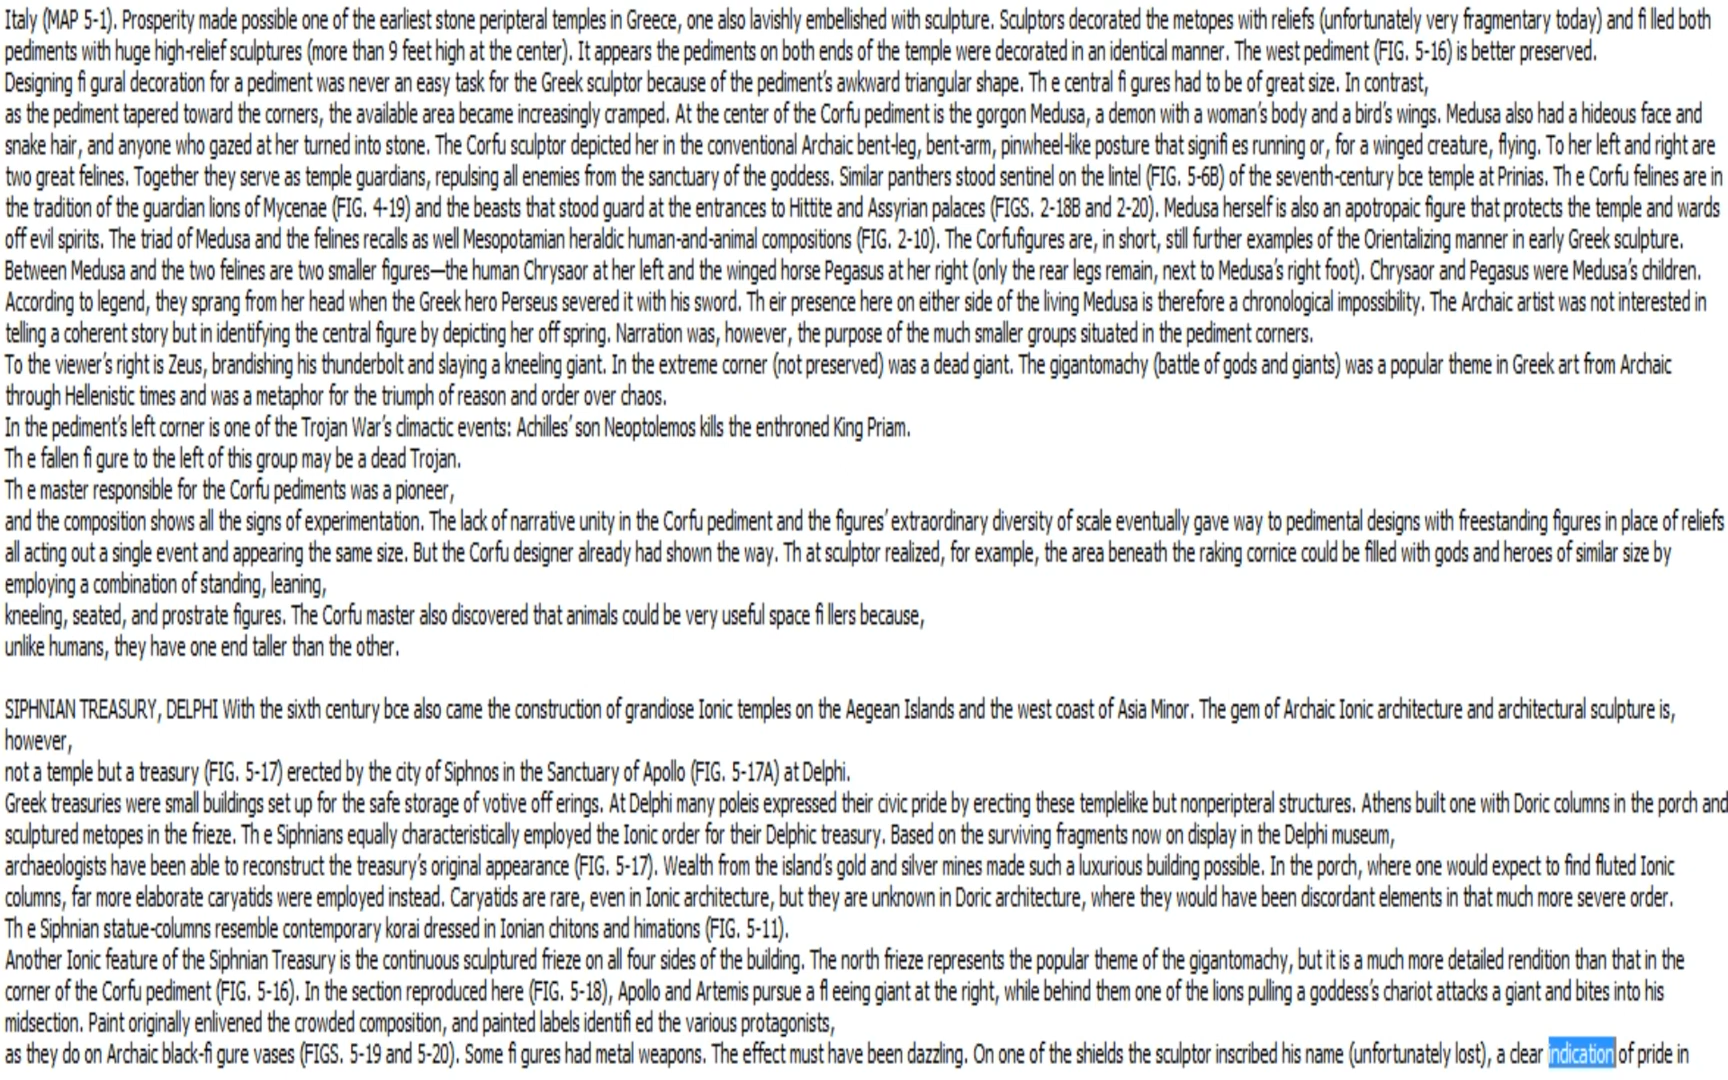 Italy (MAP 5-1). Prosperity made possible one of the earliest stone peripteral temples in Greece, one also lavishly embellished with sculpture. Sculptors decorated the metopes with reliefs (unfortunately very fragmentary today) and fi lled both
pediments with huge high-relief sculptures (more than 9 feet high at the center). It appears the pediments on both ends of the temple were decorated in an identical manner. The west pediment (FIG. 5-16) is better preserved.
Designing fi gural decoration for a pediment was never an easy task for the Greek sculptor because of the pediment's awkward triangular shape. Th e central fi gures had to be of great size. In contrast,
as the pediment tapered toward the corners, the available area became increasingly cramped. At the center of the Corfu pediment is the gorgon Medusa, a demon with a woman's body and a bird's wings. Medusa also had a hideous face and
snake hair, and anyone who gazed at her turned into stone. The Corfu sculptor depicted her in the conventional Archaic bent-leg, bent-arm, pinwheel-like posture that signifi es running or, for a winged creature, flying. To her left and right are
two great felines. Together they serve as temple guardians, repulsing all enemies from the sanctuary of the goddess. Similar panthers stood sentinel on the lintel (FIG. 5-6B) of the seventh-century bce temple at Prinias. Th e Corfu felines are in
the tradition of the guardian lions of Mycenae (FIG. 4-19) and the beasts that stood guard at the entrances to Hittite and Assyrian palaces (FIGS. 2-18B and 2-20). Medusa herself is also an apotropaic figure that protects the temple and wards
off evil spirits. The triad of Medusa and the felines recalls as well Mesopotamian heraldic human-and-animal compositions (FIG. 2-10). The Corfufigures are, in short, still further examples of the Orientalizing manner in early Greek sculpture.
Between Medusa and the two felines are two smaller figures—the human Chrysaor at her left and the winged horse Pegasus at her right (only the rear legs remain, next to Medusa's right foot). Chrysaor and Pegasus were Medusa's children.
According to legend, they sprang from her head when the Greek hero Perseus severed it with his sword. Th eir presence here on either side of the living Medusa is therefore a chronological impossibility. The Archaic artist was not interested in
telling a coherent story but in identifying the central figure by depicting her off spring. Narration was, however, the purpose of the much smaller groups situated in the pediment corners.
To the viewer's right is Zeus, brandishing his thunderbolt and slaying a kneeling giant. In the extreme corner (not preserved) was a dead giant. The gigantomachy (battle of gods and giants) was a popular theme in Greek art from Archaic
through Hellenistic times and was a metaphor for the triumph of reason and order over chaos.
In the pediment's left corner is one of the Trojan War's climactic events: Achilles' son Neoptolemos kills the enthroned King Priam.
Th e fallen fi gure to the left of this group may be a dead Trojan.
Th e master responsible for the Corfu pediments was a pioneer,
and the composition shows all the signs of experimentation. The lack of narrative unity in the Corfu pediment and the figures' extraordinary diversity of scale eventually gave way to pedimental designs with freestanding figures in place of reliefs
all acting out a single event and appearing the same size. But the Corfu designer already had shown the way. Th at sculptor realized, for example, the area beneath the raking cornice could be filled with gods and heroes of similar size by
employing a combination of standing, leaning,
kneeling, seated, and prostrate figures. The Corfu master also discovered that animals could be very useful space fi llers because,
unlike humans, they have one end taller than the other.
SIPHNIAN TREASURY, DELPHI With the sixth century bce also came the construction of grandiose Ionic temples on the Aegean Islands and the west coast of Asia Minor. The gem of Archaic Ionic architecture and architectural sculpture is,
however,
not a temple but a treasury (FIG. 5-17) erected by the city of Siphnos in the Sanctuary of Apollo (FIG. 5-17A) at Delphi.
Greek treasuries were small buildings set up for the safe storage of votive off erings. At Delphi many poleis expressed their civic pride by erecting these templelike but nonperipteral structures. Athens built one with Doric columns in the porch and
sculptured metopes in the frieze. Th e Siphnians equally characteristically employed the Ionic order for their Delphic treasury. Based on the surviving fragments now on display in the Delphi museum,
archaeologists have been able to reconstruct the treasury's original appearance (FIG. 5-17). Wealth from the island's gold and silver mines made such a luxurious building possible. In the porch, where one would expect to find fluted Ionic
columns, far more elaborate caryatids were employed instead. Caryatids are rare, even in Ionic architecture, but they are unknown in Doric architecture, where they would have been discordant elements in that much more severe order.
Th e Siphnian statue-columns resemble contemporary korai dressed in Ionian chitons and himations (FIG. 5-11).
Another Ionic feature of the Siphnian Treasury is the continuous sculptured frieze on all four sides of the building. The north frieze represents the popular theme of the gigantomachy, but it is a much more detailed rendition than that in the
corner of the Corfu pediment (FIG. 5-16). In the section reproduced here (FIG. 5-18), Apollo and Artemis pursue a fl eeing giant at the right, while behind them one of the lions pulling a goddess's chariot attacks a giant and bites into his
midsection. Paint originally enlivened the crowded composition, and painted labels identifi ed the various protagonists,
as they do on Archaic black-fi gure vases (FIGS. 5-19 and 5-20). Some fi gures had metal weapons. The effect must have been dazzling. On one of the shields the sculptor inscribed his name (unfortunately lost), a clear indication of pride in